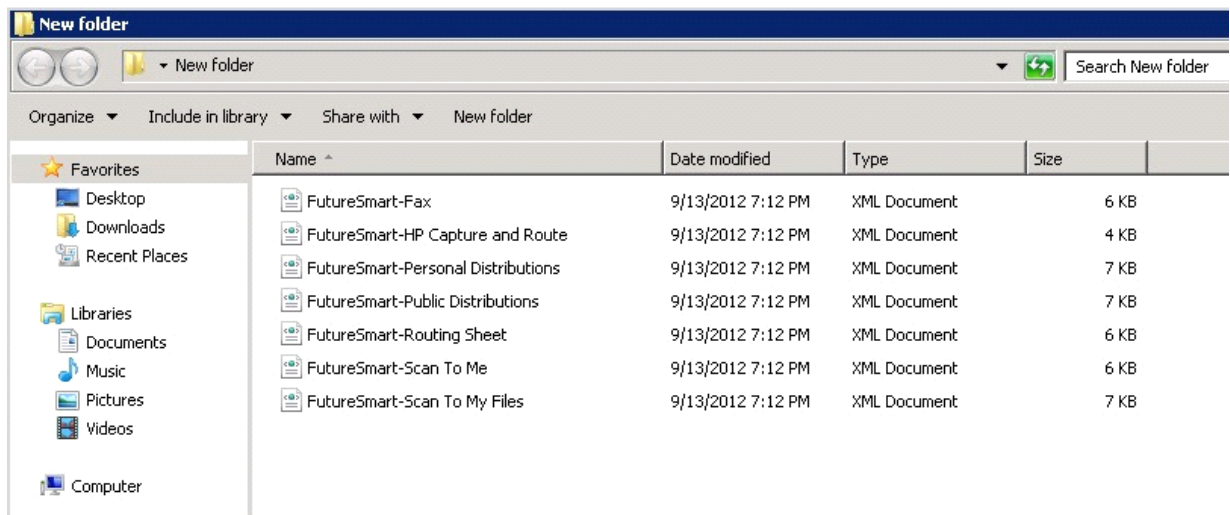 New folder
New folder
Search New folder
Organize Include in library Share with New folder
Name Date modified Type Size
Favorites
Desktop
Downloads
Recent Places
Libraries
Documents
Music
Pictures
Videos
Computer
FutureSmart-Fax 9/13/2012 7:12 PM XML Document 6 KB
FutureSmart-HP Capture and Route 9/13/2012 7:12 PM XML Document 4 KB
FutureSmart-Personal Distributions 9/13/2012 7:12 PM XML Document 7 KB
FutureSmart-Public Distributions 9/13/2012 7:12 PM XML Document 7 KB
FutureSmart-Routing Sheet 9/13/2012 7:12 PM XML Document 6 KB
FutureSmart-Scan To Me 9/13/2012 7:12 PM XML Document 6 KB
FutureSmart-Scan To My Files 9/13/2012 7:12 PM XML Document 7 KB